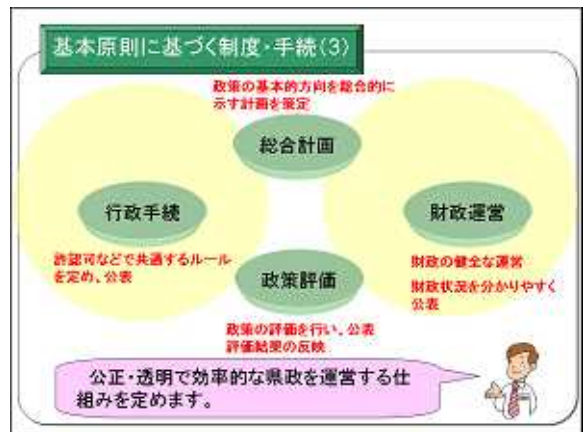 基本原則に基づく制度・手続(3)
政策の基本的方向を総合的に
示す計画を策定
総合計画
行政手続
許認可などで共通するルール
を定め、公表
財政運営
財政の健全な運営
財政状況を分かりやすく
公表
政策評価
政策の評価を行い、公表
評価結果の反映
公正・透明で効率的な県政を運営する仕
組みを定めます。